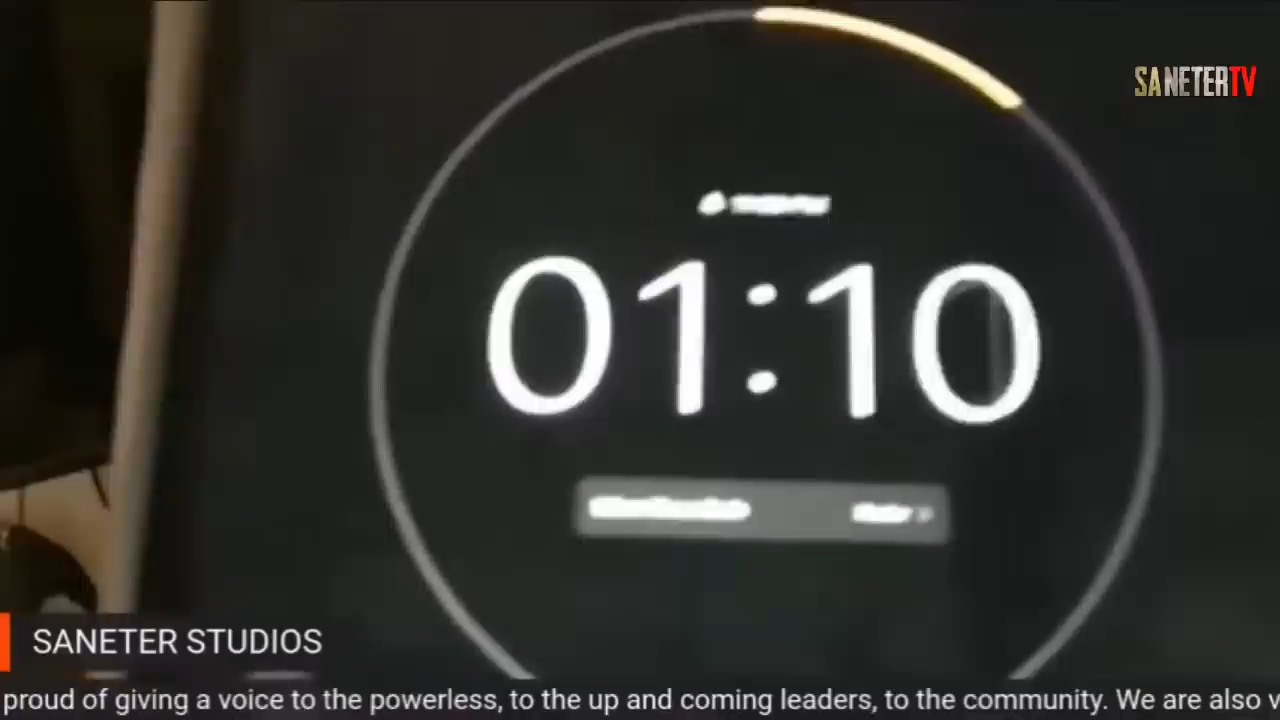 SANETERTV
01:10
SANETER STUDIOS
proud of giving a voice to the powerless, to the up and coming leaders, to the community. We are also